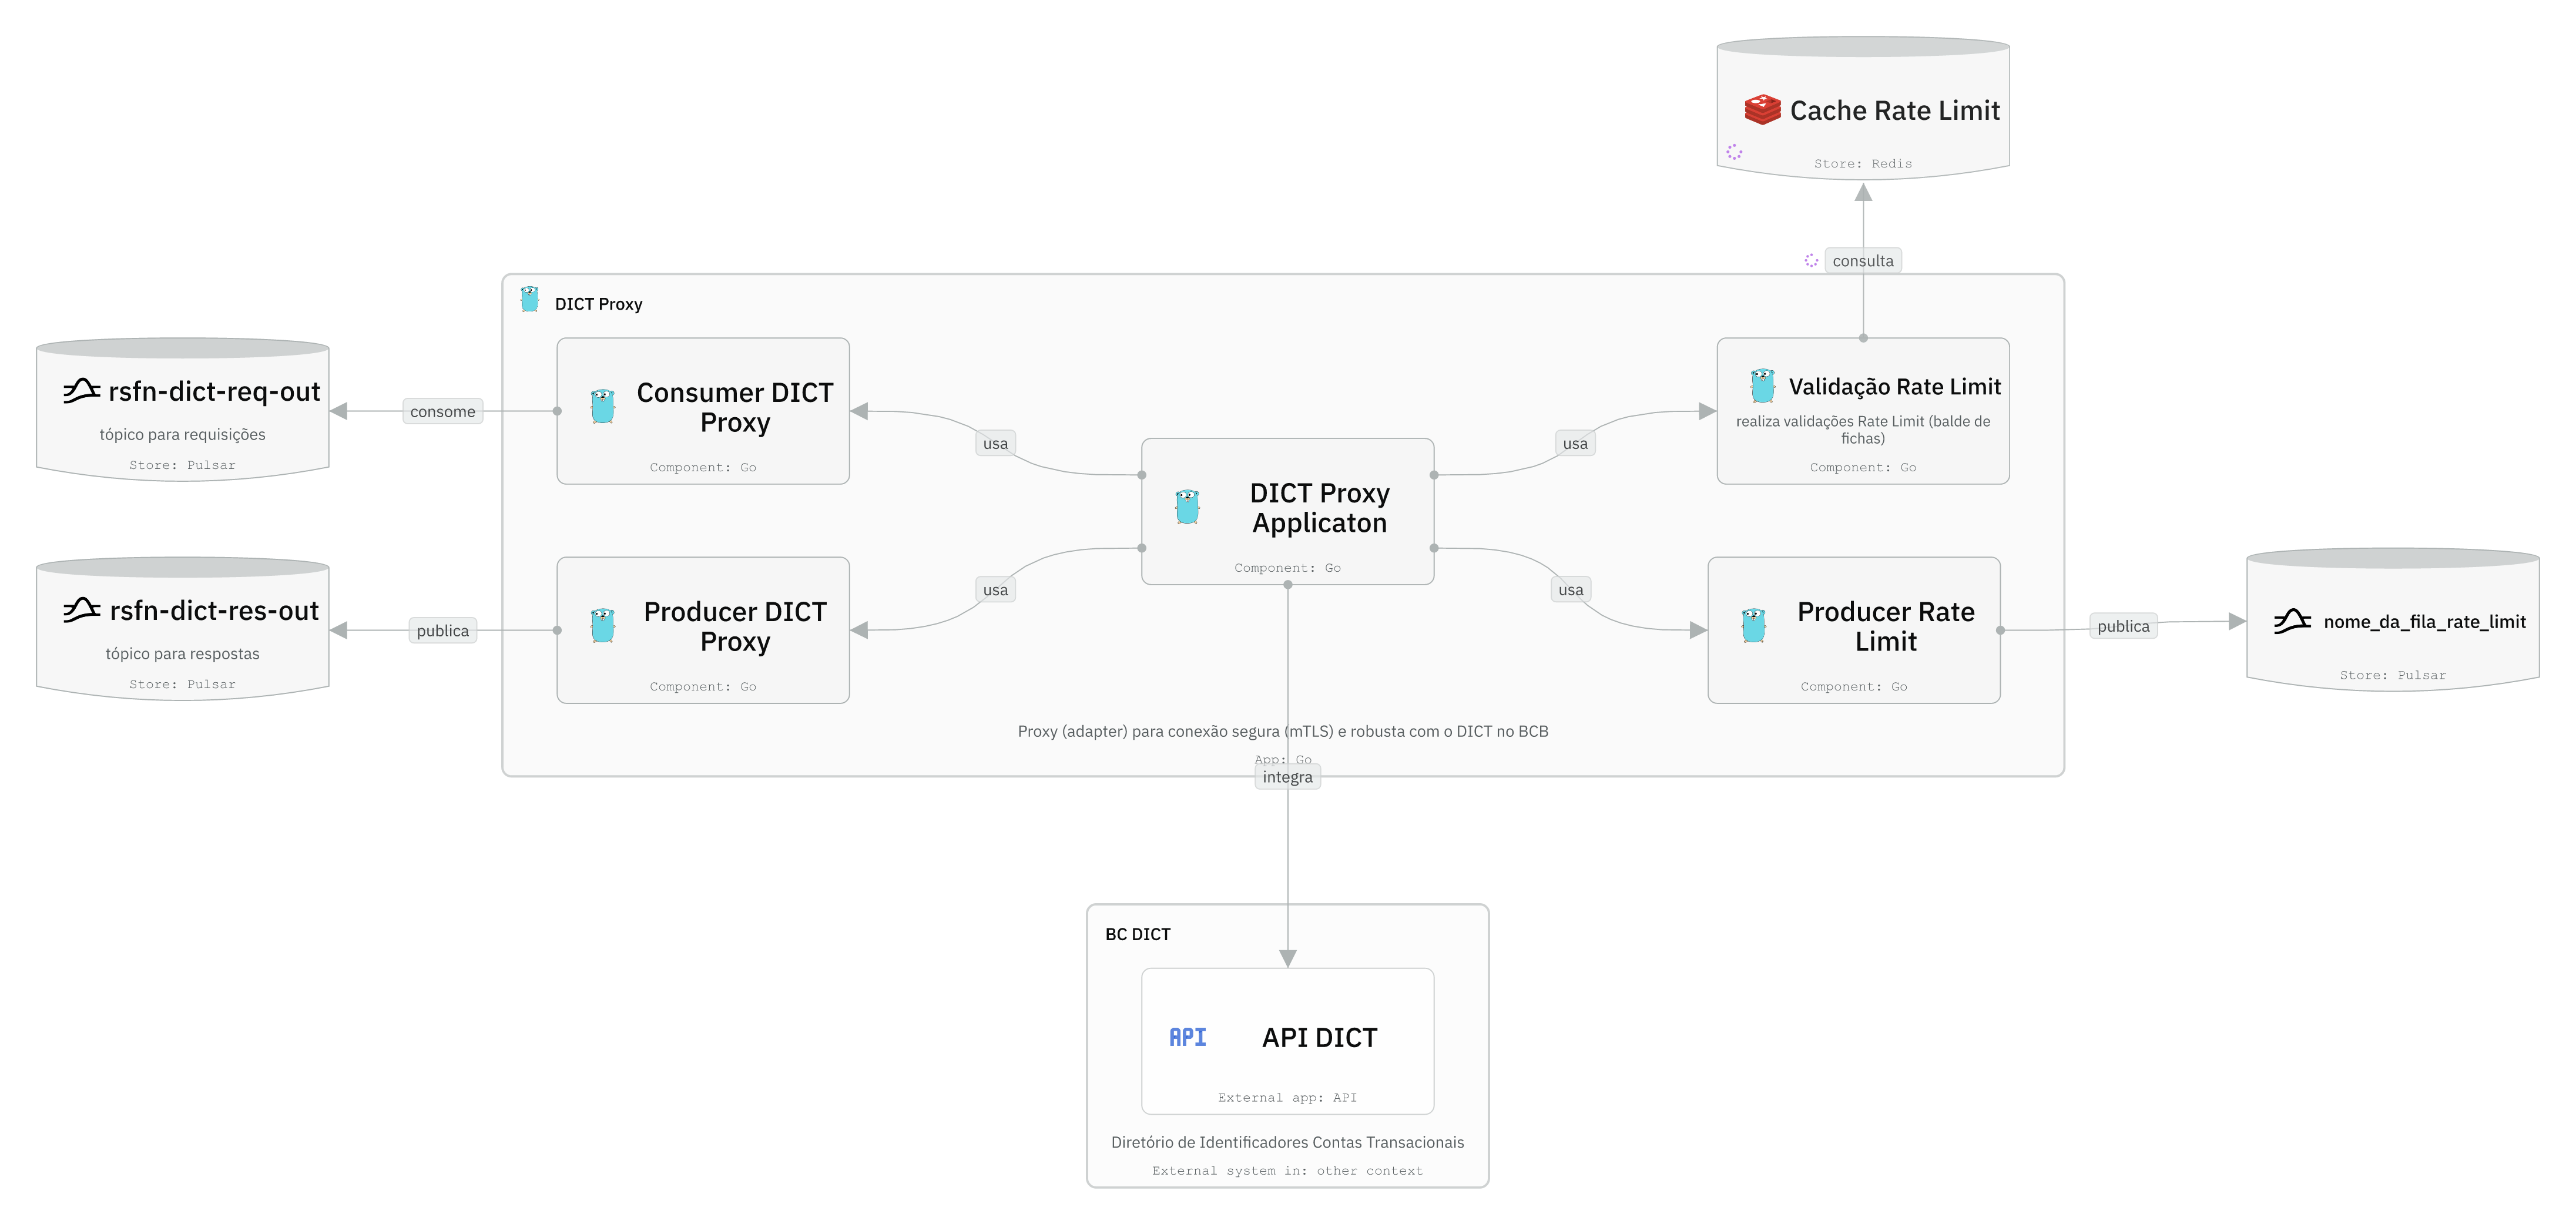 Cache Rate Limit
Store: Redis
consulta
DICT Proxy
rsfn-dict-req-out
tópico para requisições
Store: Pulsar
consome
Consumer DICT
Proxy
Component: Go
usa
DICT Proxy
Applicaton
Component: Go
usa
Validação Rate Limit
realiza validações Rate Limit (balde de
fichas)
Component: Go
rsfn-dict-res-out
tópico para respostas
Store: Pulsar
publica
Producer DICT
Proxy
Component: Go
usa
usa
Producer Rate
Limit
Component: Go
publica
nome_da_fila_rate_limit
Store: Pulsar
Proxy (adapter) para conexão segura (mTLS) e robusta com o DICT no BCB
App: Go
integra
BC DICT
API
API DICT
External app: API
Diretório de Identificadores Contas Transacionais
External system in: other context